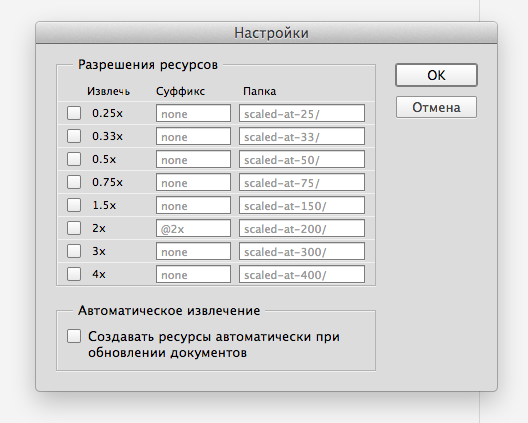 Настройки
Разрешения ресурсов
Извлечь Суффикс Папка
0.25x none scaled-at-25/
0.33x none scaled-at-33/
0.5x none scaled-at-50/
0.75x none scaled-at-75/
1.5x none scaled-at-150/
2x @2x scaled-at-200/
3x none scaled-at-300/
4x none scaled-at-400/
OK
Отмена
Автоматическое извлечение
Создавать ресурсы автоматически при
обновлении документов